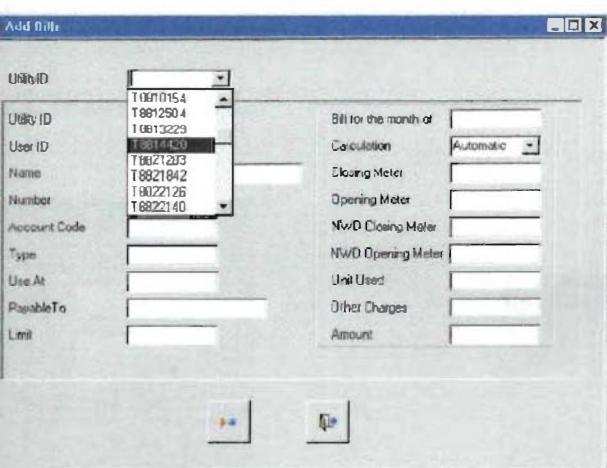 Add Bills
UtilityID
T8810154
T8812504
T8813229
T8814420
T8821203
T8821842
T8822126
T8822140
Utility ID
User ID
Name
Number
Account Code
Type
Use At
PayableTo
Limit
Bill for the month of
Calculation Automatic
Closing Meter
Opening Meter
NWD Closing Meter
NWD Opening Meter
Unit Used
Other Charges
Amount